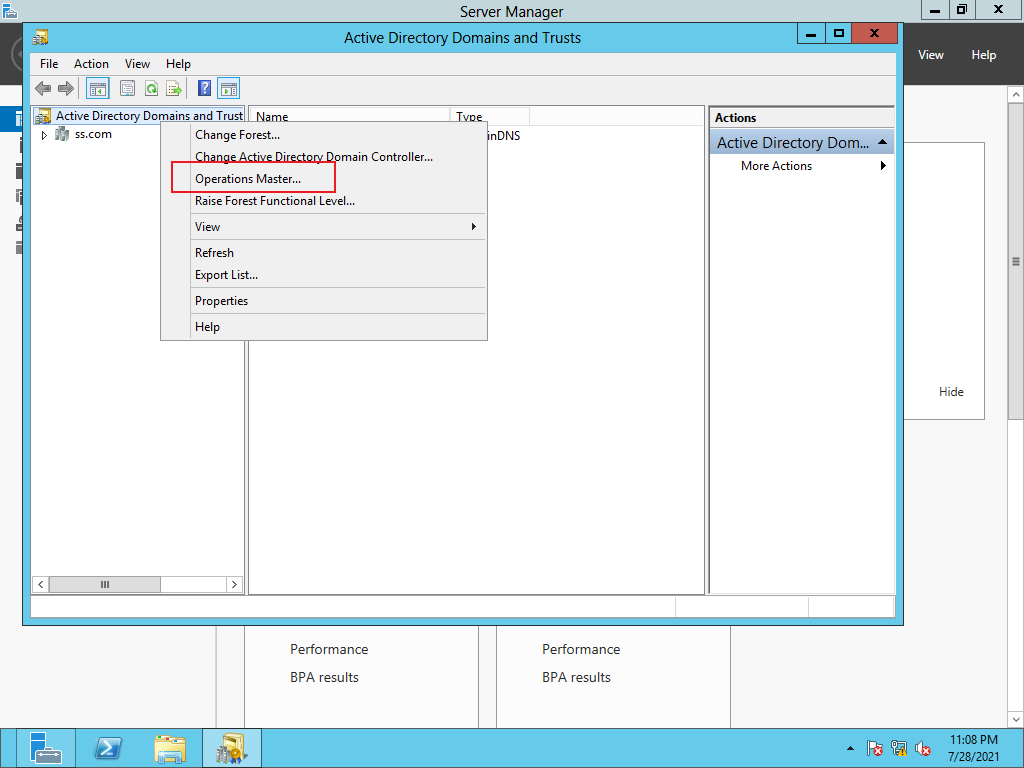 Server Manager
Active Directory Domains and Trusts
File Action View Help
View Help
Active Directory Domains and Trust
ss.com
Name Type
inDNS
Change Forest...
Change Active Directory Domain Controller...
Operations Master...
Raise Forest Functional Level...
View
Refresh
Export List...
Properties
Help
Actions
Active Directory Dom...
More Actions
Hide
Performance
BPA results
Performance
BPA results
11:08 PM
7/28/2021